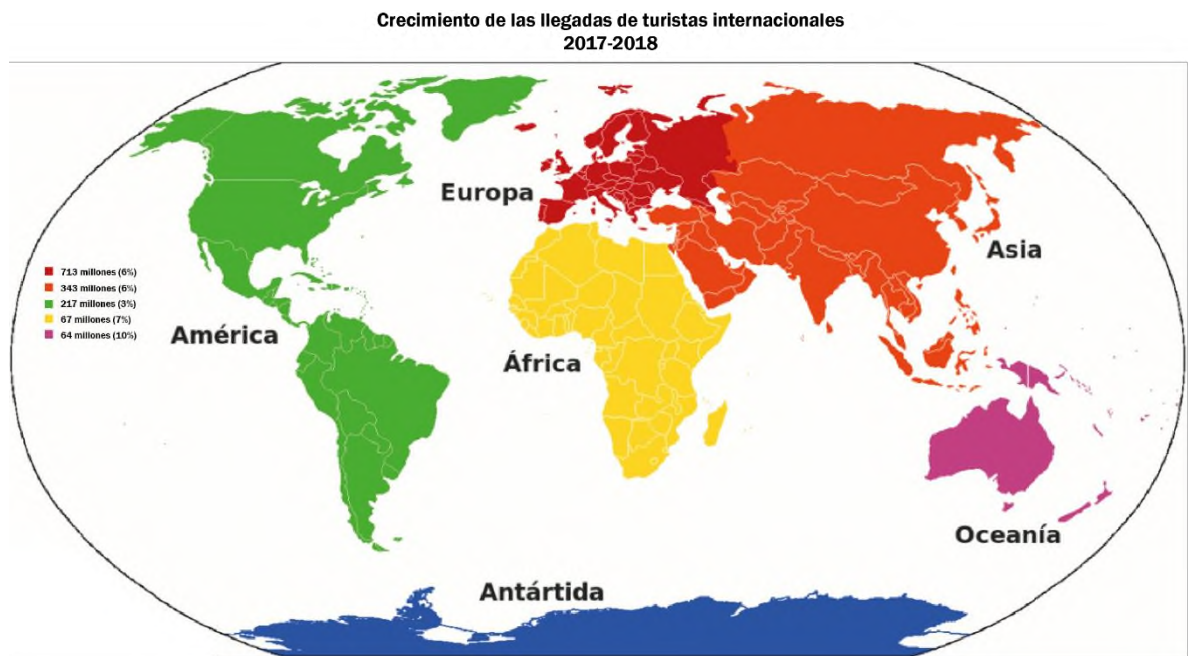 Crecimiento de las llegadas de turistas internacionales
2017-2018
Europa
Asia
713 millones (6%)
343 millones (6%)
217 millones (3%)
67 millones (7%)
64 millones (10%)
América
África
Oceanía
Antártida